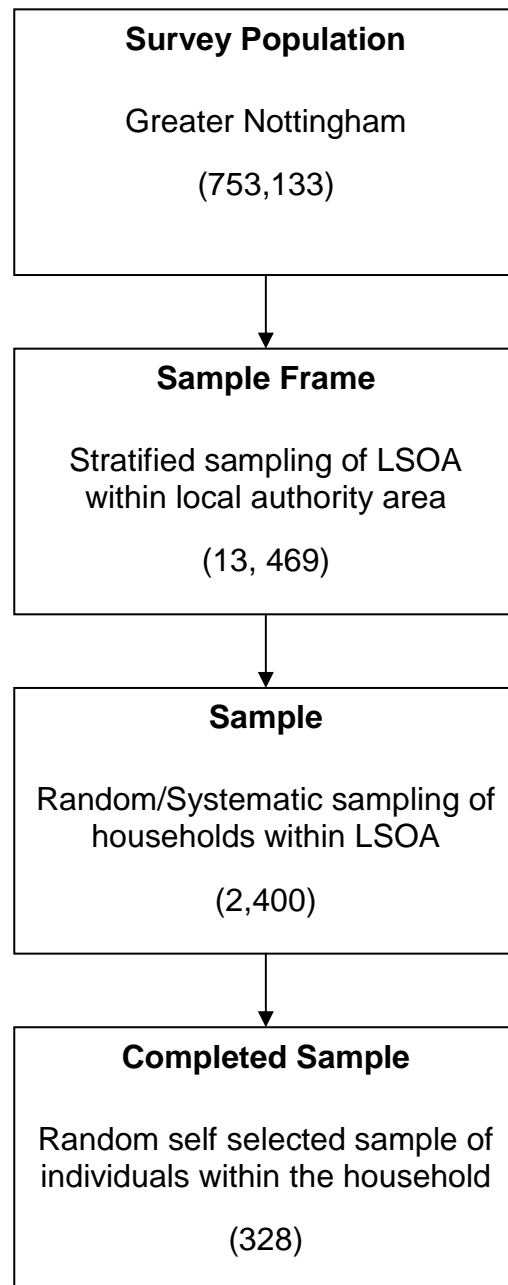 Survey Population
Greater Nottingham
(753,133)
Sample Frame
Stratified sampling of LSOA
within local authority area
(13, 469)
Sample
Random/Systematic sampling of
households within LSOA
(2,400)
Completed Sample
Random self selected sample of
individuals within the household
(328)